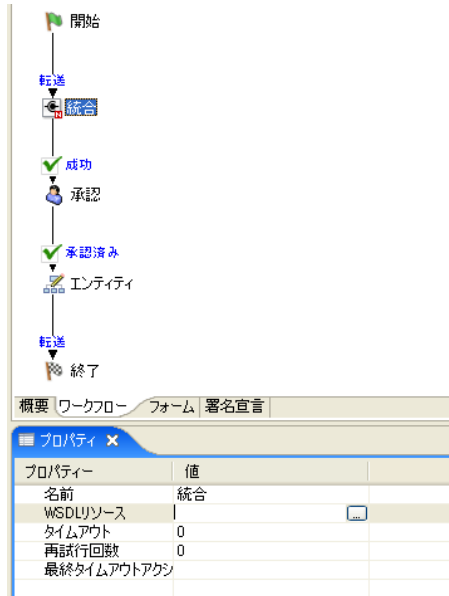 開始
転送
統合
成功
承認
承認済み
エンティティ
転送
終了
概要 ワークフロー フォーム 署名宣言
プロパティ
プロパティー 値
名前 統合
WSDLリソース ...
タイムアウト 0
再試行回数 0
最終タイムアウトアクシ